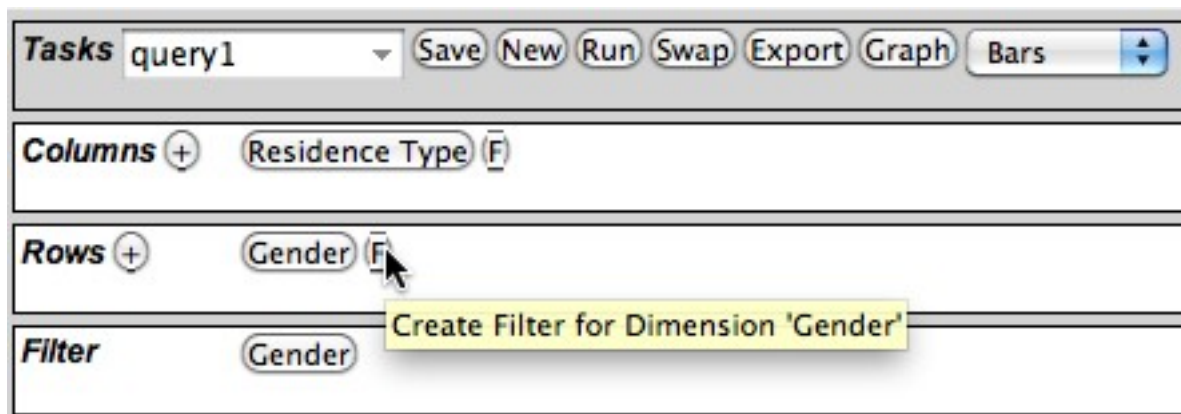 Tasks query1 Save New Run Swap Export Graph Bars
Columns + Residence Type F
Rows + Gender F
Create Filter for Dimension 'Gender'
Filter Gender